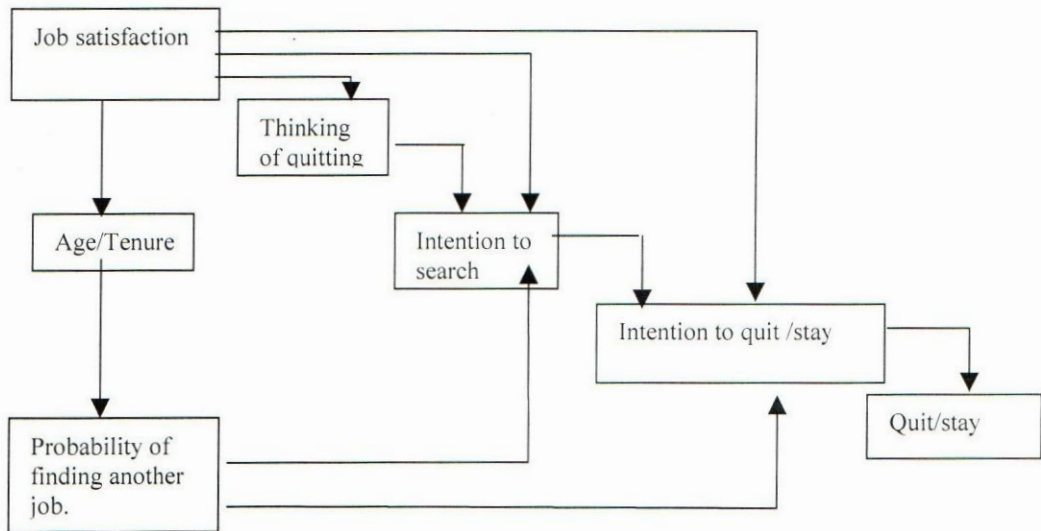 Job satisfaction
Thinking
of quitting
Age/Tenure
Intention to
search
Intention to quit /stay
Quit/stay
Probability of
finding another
job.